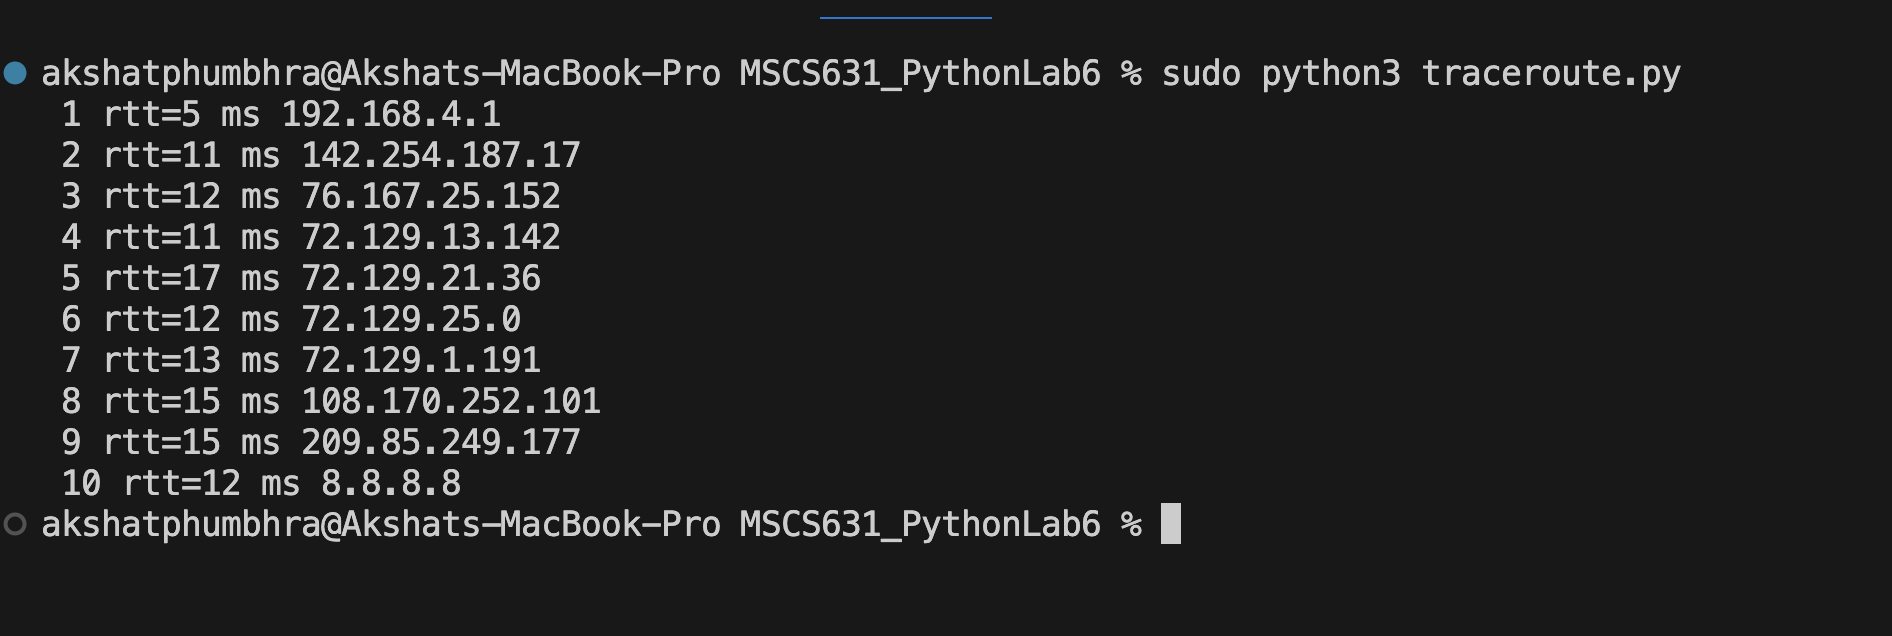 akshatphumbhra@Akshats-MacBook-Pro MSCS631_PythonLab6 % sudo python3 traceroute.py
1 rtt=5 ms 192.168.4.1
2 rtt=11 ms 142.254.187.17
3 rtt=12 ms 76.167.25.152
4 rtt=11 ms 72.129.13.142
5 rtt=17 ms 72.129.21.36
6 rtt=12 ms 72.129.25.0
7 rtt=13 ms 72.129.1.191
8 rtt=15 ms 108.170.252.101
9 rtt=15 ms 209.85.249.177
10 rtt=12 ms 8.8.8.8
akshatphumbhra@Akshats-MacBook-Pro MSCS631_PythonLab6 %